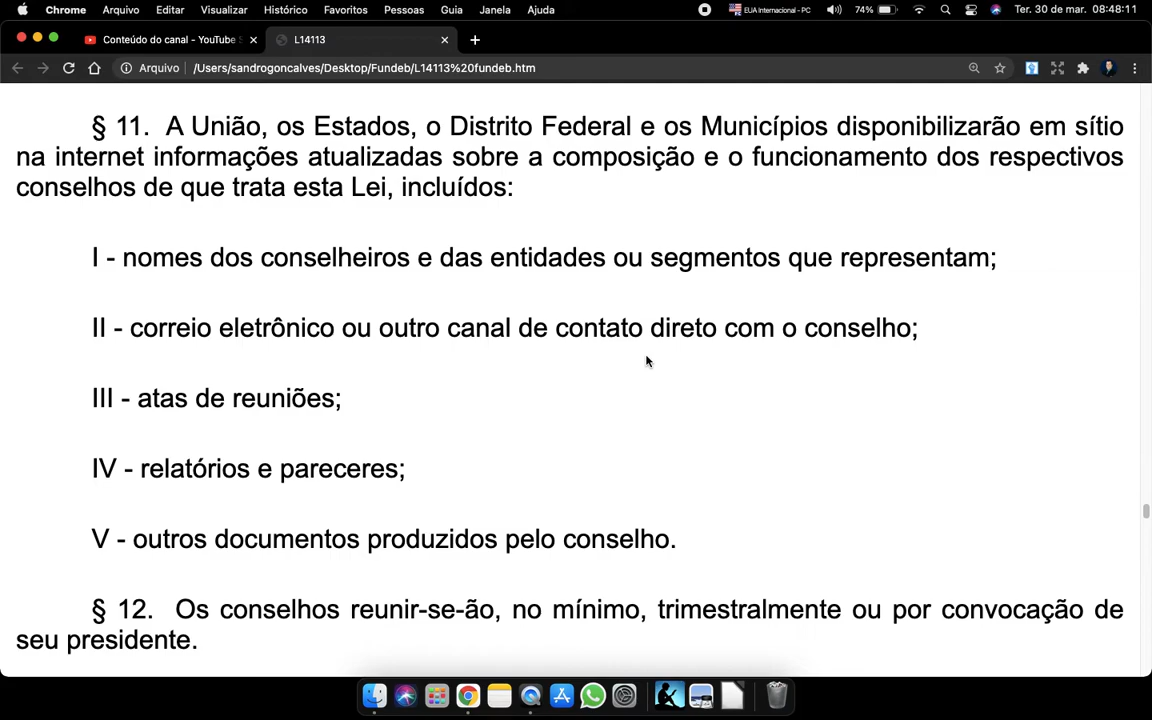 Chrome Arquivo Editar Visualizar Histórico Favoritos Pessoas Guia Janela Ajuda EUA Internacional - PC 74% Ter. 30 de mar. 08:48:11
Conteúdo do canal - YouTube L14113
Arquivo /Users/sandrogoncalves/Desktop/Fundeb/L14113%20fundeb.htm
§ 11. A União, os Estados, o Distrito Federal e os Municípios disponibilizarão em sítio
na internet informações atualizadas sobre a composição e o funcionamento dos respectivos
conselhos de que trata esta Lei, incluídos:
I - nomes dos conselheiros e das entidades ou segmentos que representam;
II - correio eletrônico ou outro canal de contato direto com o conselho;
III - atas de reuniões;
IV - relatórios e pareceres;
V - outros documentos produzidos pelo conselho.
§ 12. Os conselhos reunir-se-ão, no mínimo, trimestralmente ou por convocação de
seu presidente.